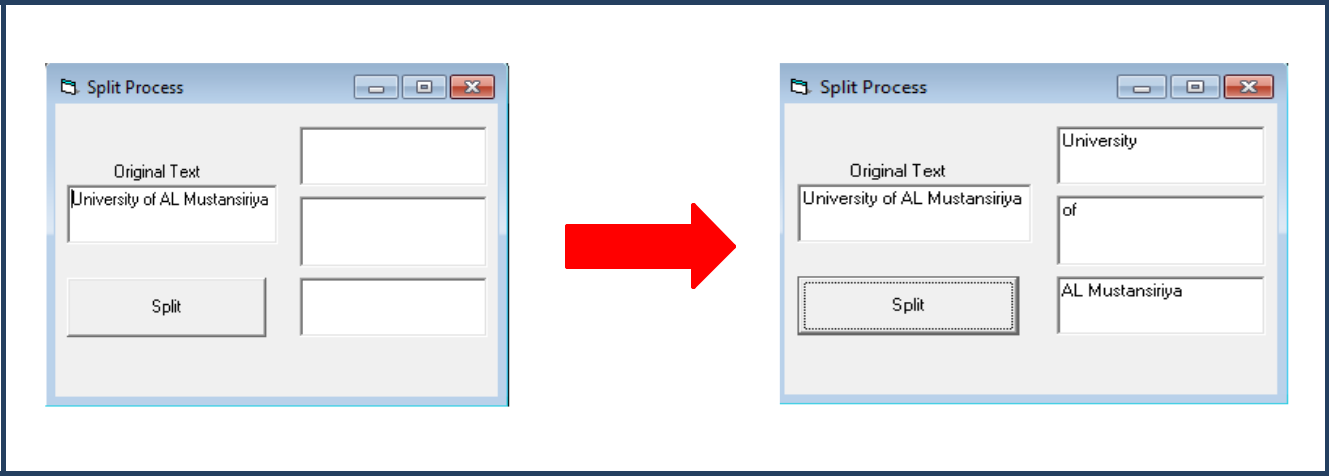 Split Process
Original Text
University of AL Mustansiriya
Split
Split Process
Original Text
University of AL Mustansiriya
Split
University
of
AL Mustansiriya